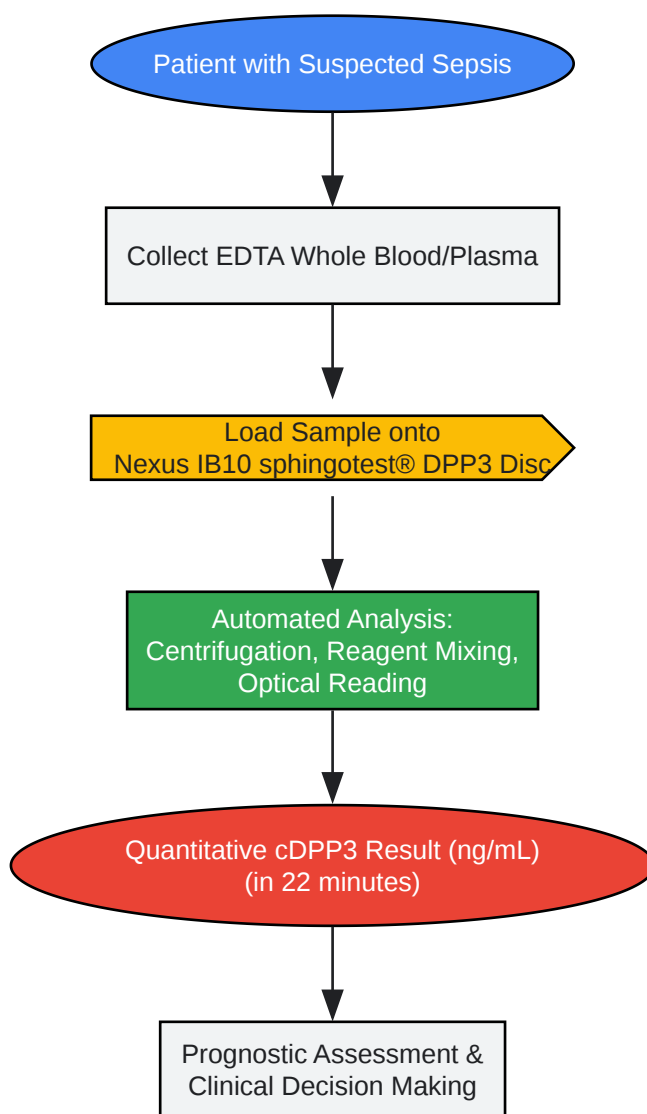 Patient with Suspected Sepsis
Collect EDTA Whole Blood/Plasma
Load Sample onto
Nexus IB10 sphingotest® DPP3 Disc
Automated Analysis:
Centrifugation, Reagent Mixing,
Optical Reading
Quantitative cDPP3 Result (ng/mL)
(in 22 minutes)
Prognostic Assessment &
Clinical Decision Making